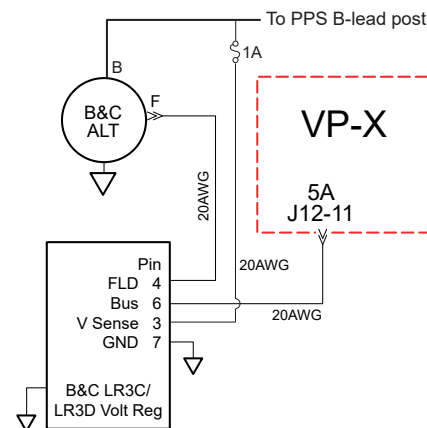 To PPS B-lead post
B
1A
B&C
ALT
F
VP-X
5A
J12-11
20AWG
20AWG
20AWG
Pin
FLD 4
Bus 6
V Sense 3
GND 7
B&C LR3C/
LR3D Volt Reg